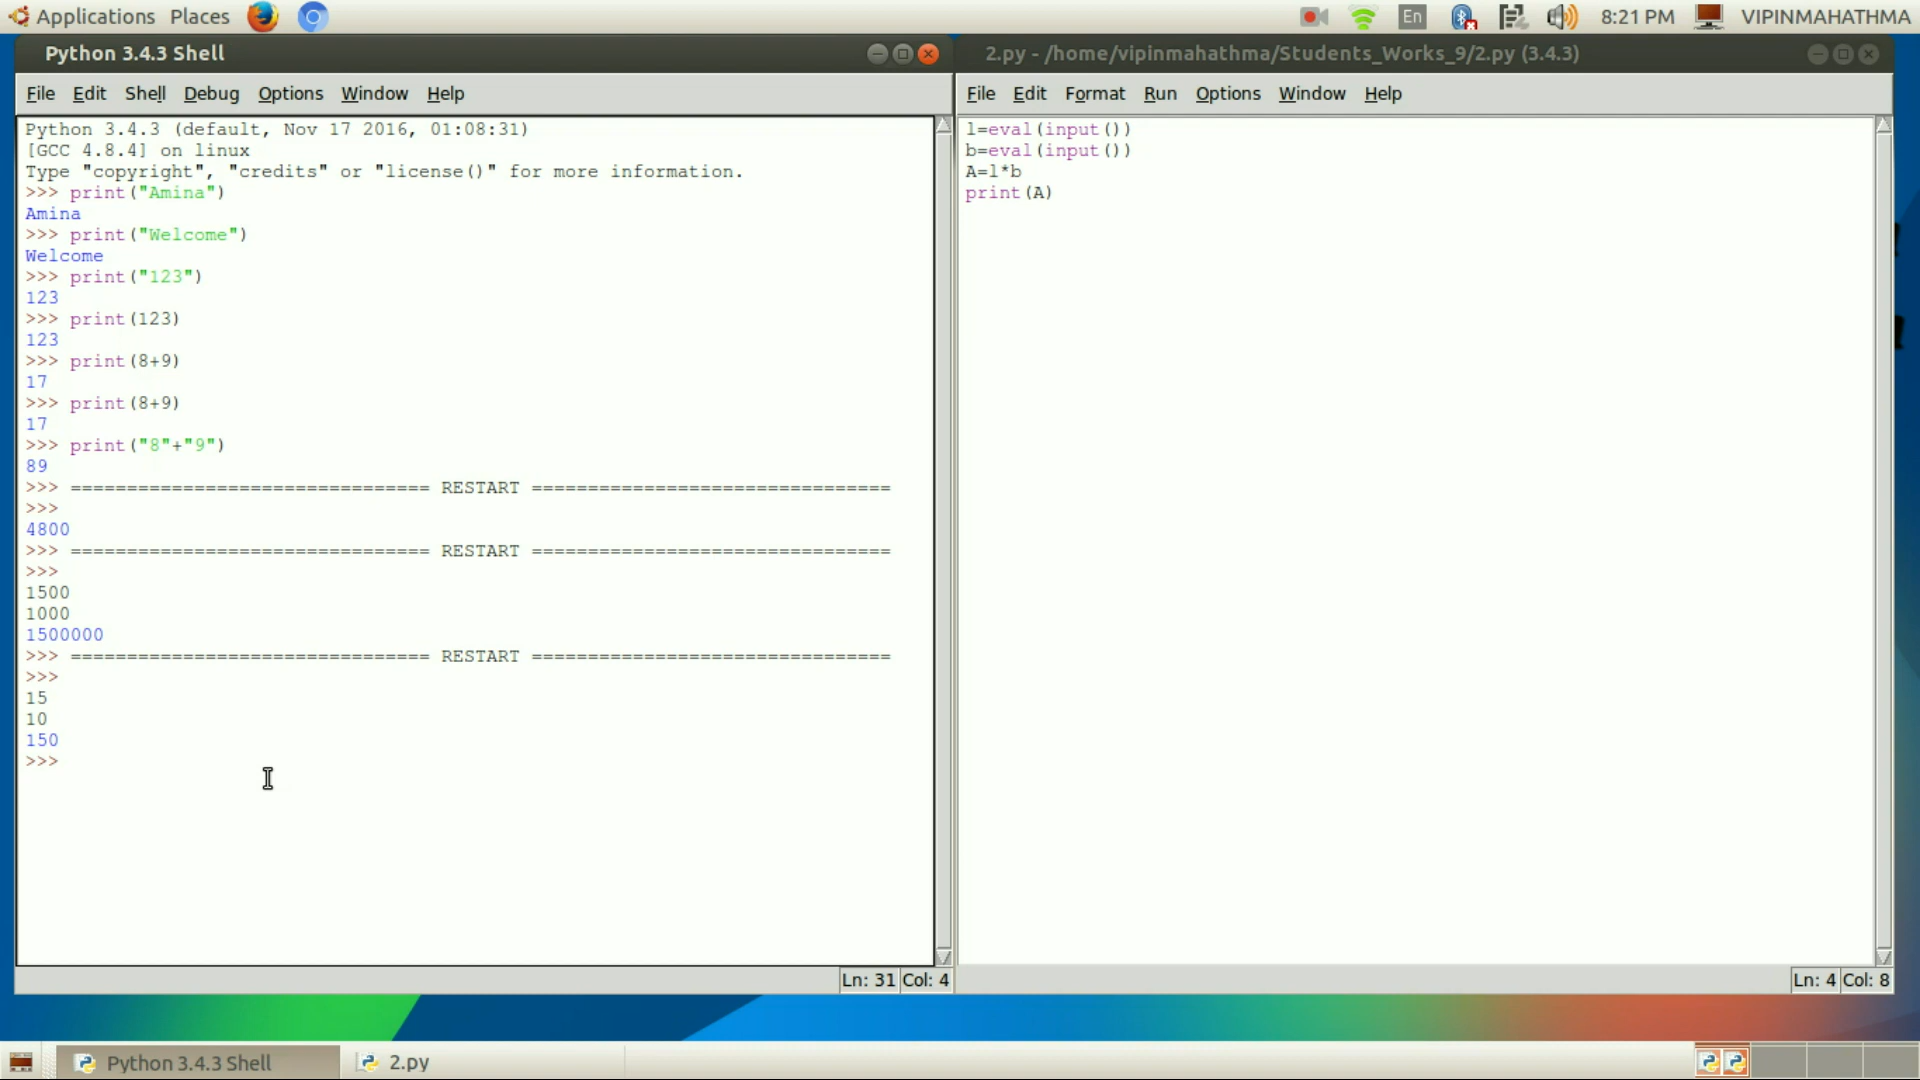 Applications Places En 8:21 PM VIPINMAHATHMA
Python 3.4.3 Shell
File Edit Shell Debug Options Window Help
Python 3.4.3 (default, Nov 17 2016, 01:08:31)
[GCC 4.8.4] on linux
Type "copyright", "credits" or "license()" for more information.
>>> print("Amina")
Amina
>>> print("Welcome")
Welcome
>>> print("123")
123
>>> print(123)
123
>>> print(8+9)
17
>>> print(8+9)
17
>>> print("8"+"9")
89
>>> ================================ RESTART ================================
>>>
4800
>>> ================================ RESTART ================================
>>>
1500
1000
1500000
>>> ================================ RESTART ================================
>>>
15
10
150
>>>
Ln: 31 Col: 4
2.py - /home/vipinmahathma/Students_Works_9/2.py (3.4.3)
File Edit Format Run Options Window Help
l=eval(input())
b=eval(input())
A=l*b
print(A)
Ln: 4 Col: 8
Python 3.4.3 Shell 2.py